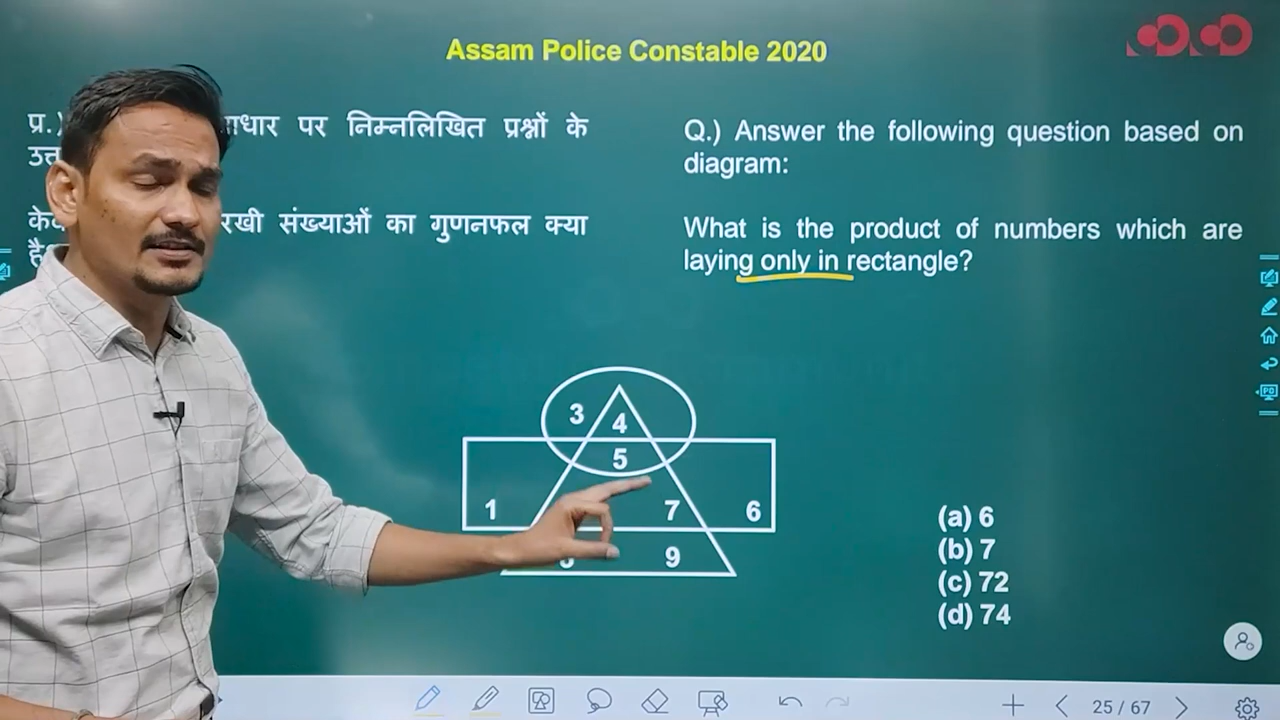 Assam Police Constable 2020
प्र.) पर निम्नलिखित प्रश्नों के
Q.) Answer the following question based on
diagram:
रखी संख्याओं का गुणनफल क्या
What is the product of numbers which are
laying only in rectangle?
3
4
5
1
7
6
9
(a) 6
(b) 7
(c) 72
(d) 74
25 / 67